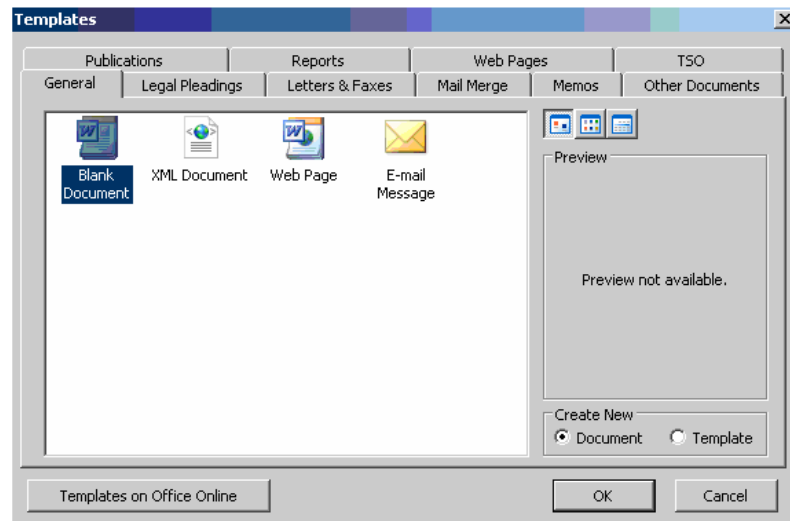 Templates
Publications Reports Web Pages TSO
General Legal Pleadings Letters & Faxes Mail Merge Memos Other Documents
Blank Document
XML Document
Web Page
E-mail Message
Preview
Preview not available.
Create New
Document Template
Templates on Office Online OK Cancel